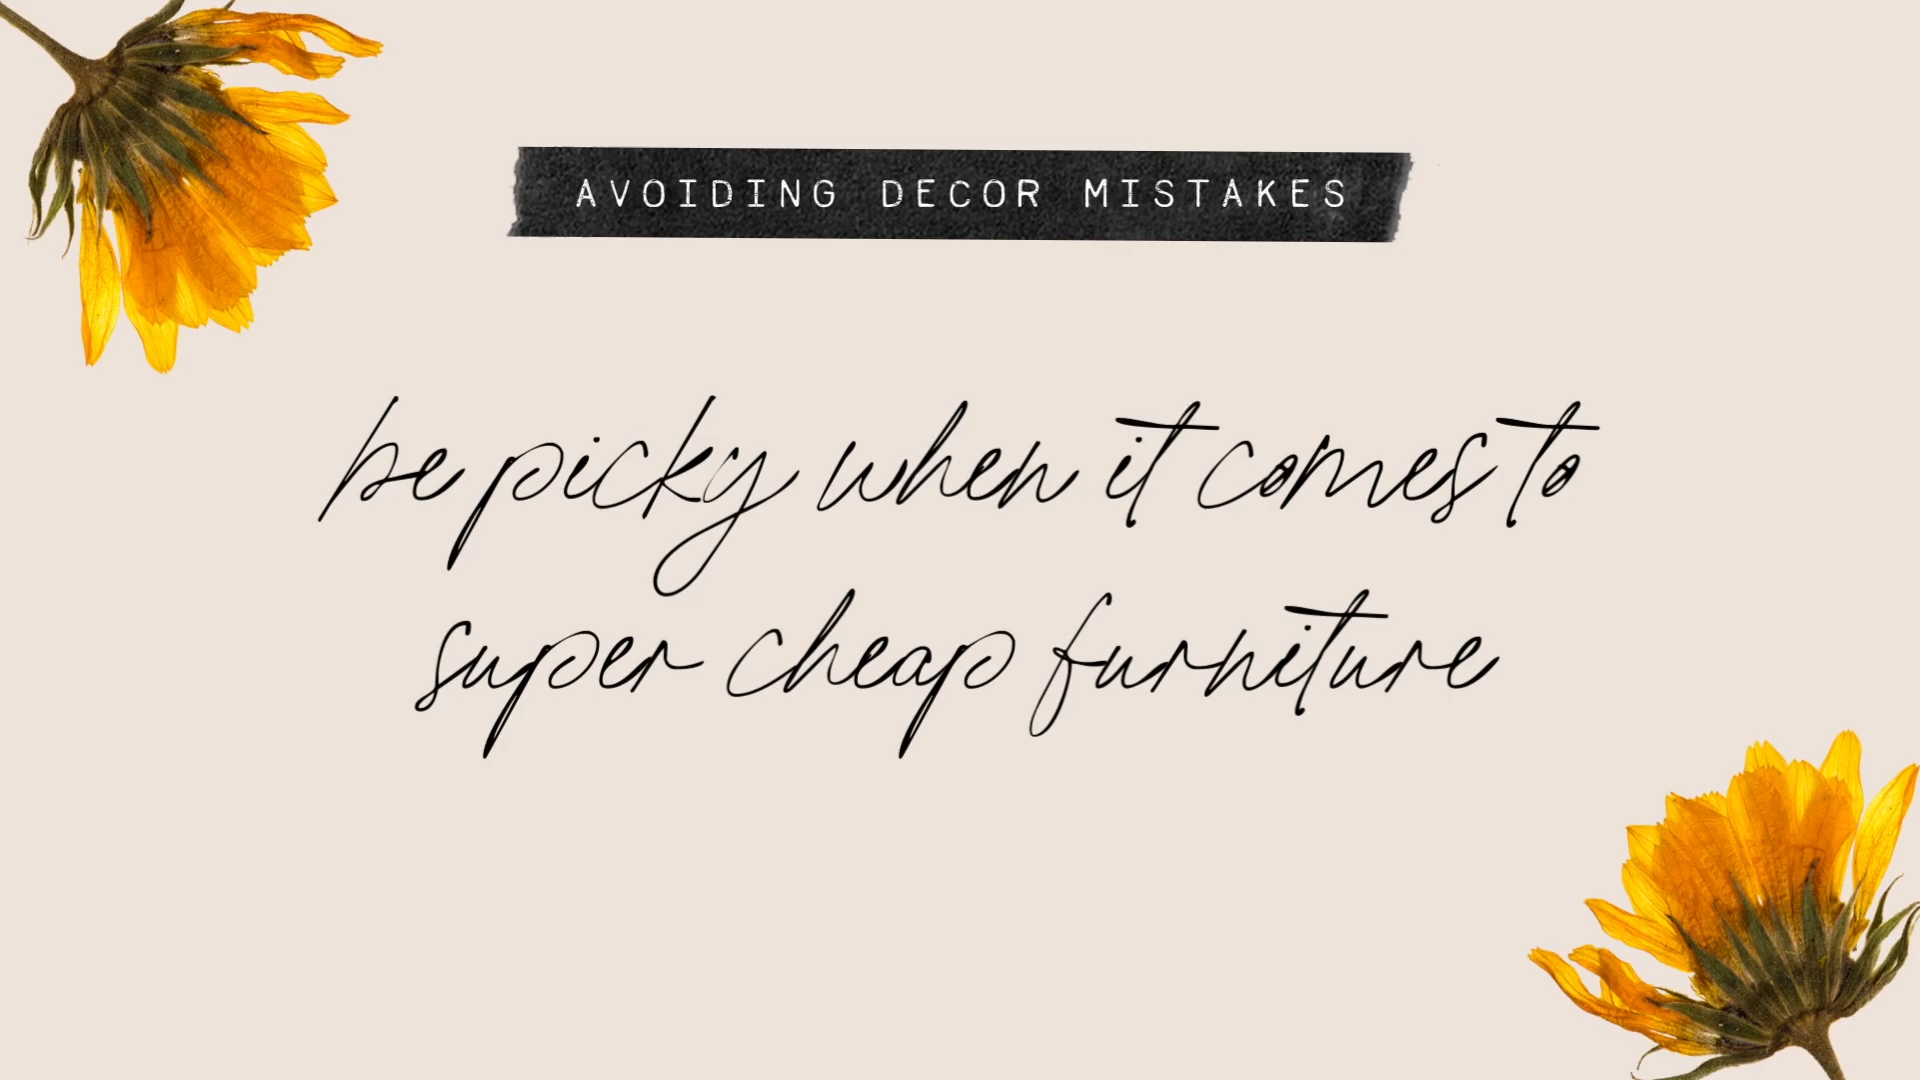 AVOIDING DECOR MISTAKES
be picky when it comes to
super cheap furniture